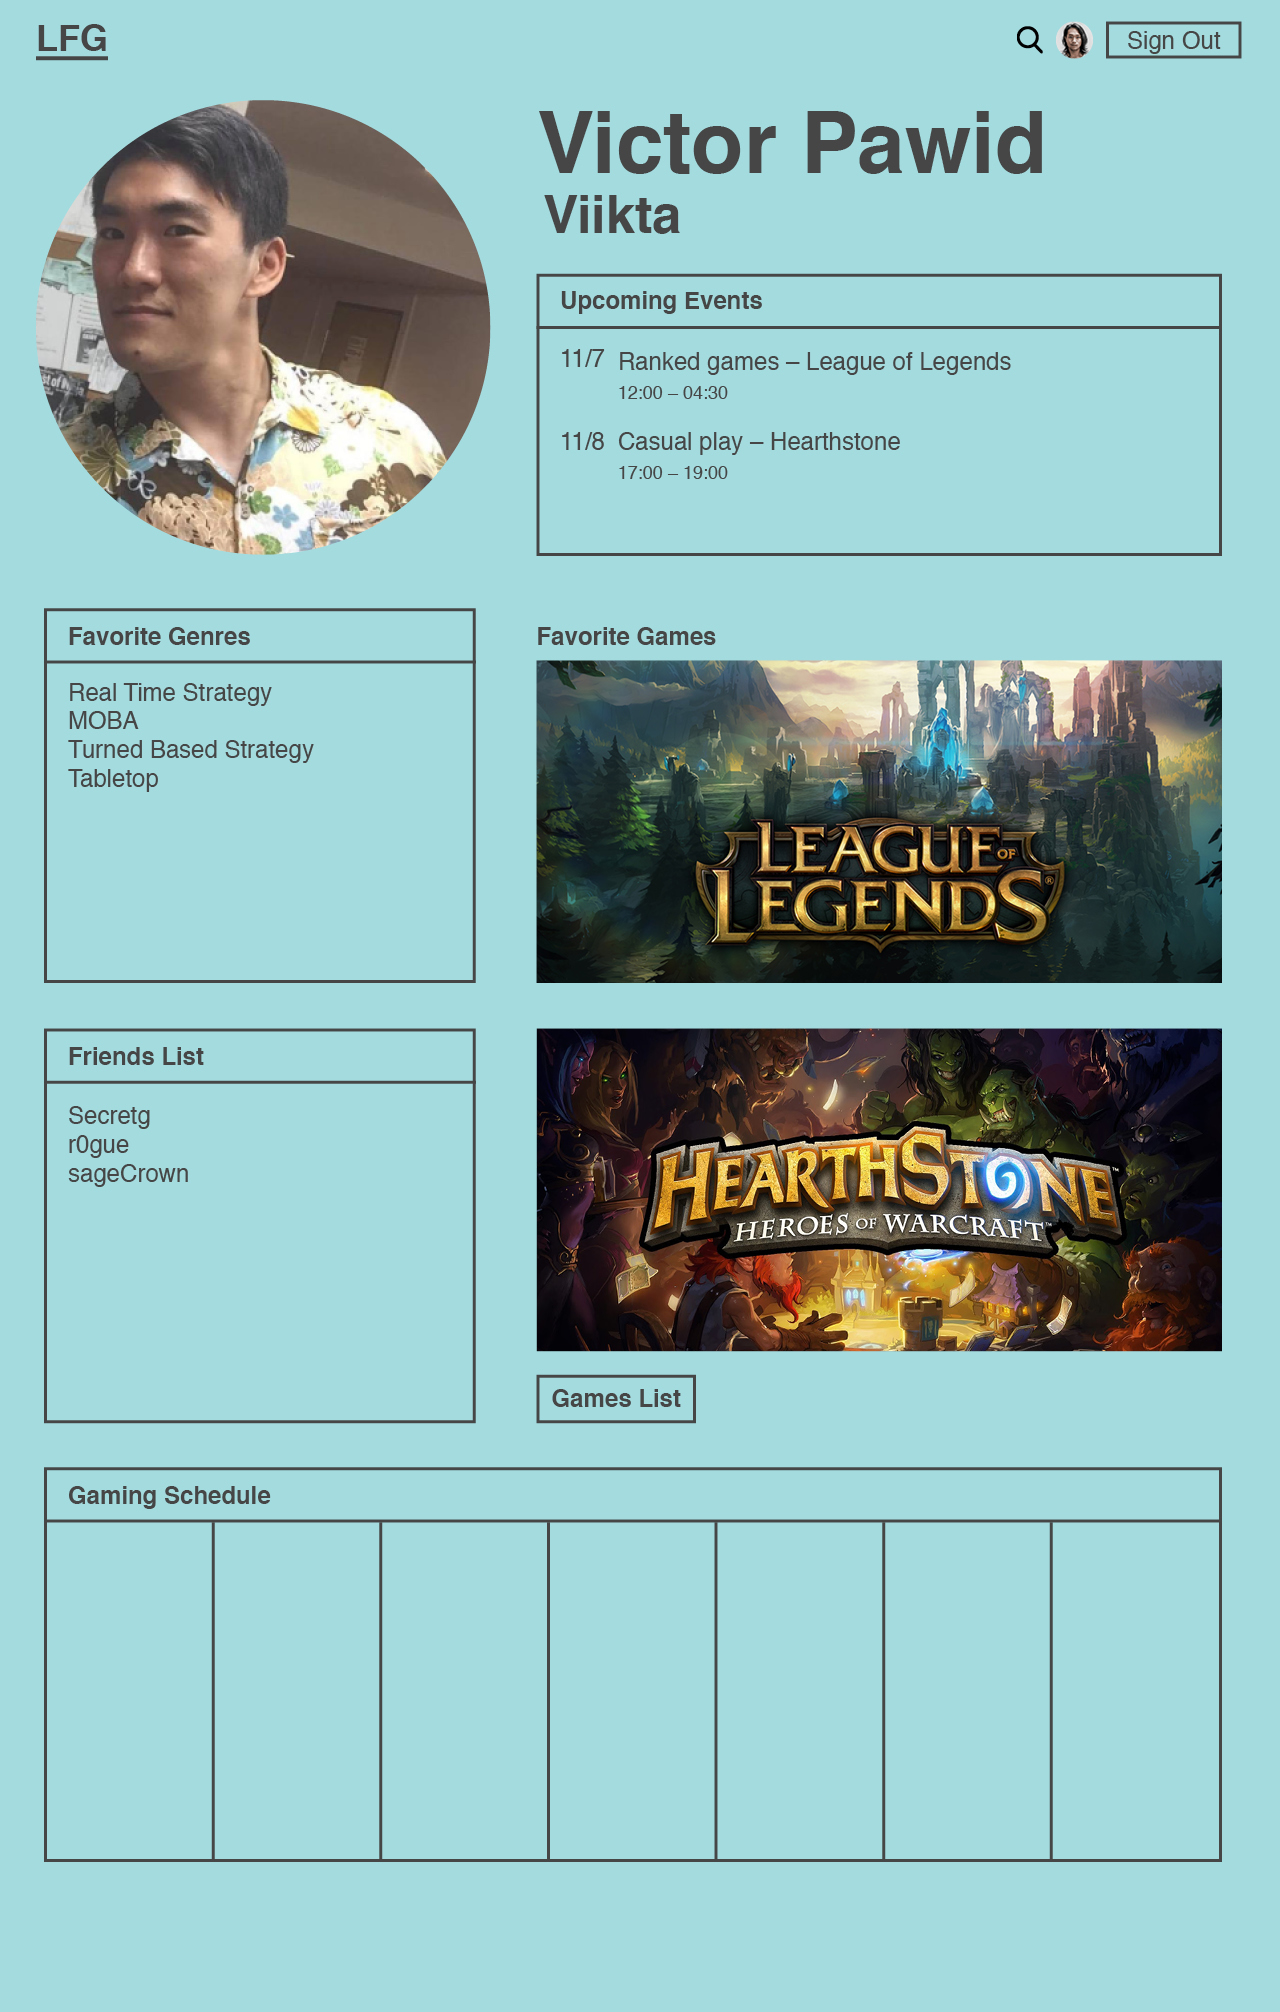 LFG
Sign Out
Victor Pawid
Viikta
Upcoming Events
11/7 Ranked games – League of Legends
12:00 – 04:30
11/8 Casual play – Hearthstone
17:00 – 19:00
Favorite Genres
Real Time Strategy
MOBA
Turned Based Strategy
Tabletop
Favorite Games
LEAGUE OF
LEGENDS®
Friends List
Secretg
r0gue
sageCrown
HEARTHSTONE™
HEROES OF WARCRAFT™
Games List
Gaming Schedule